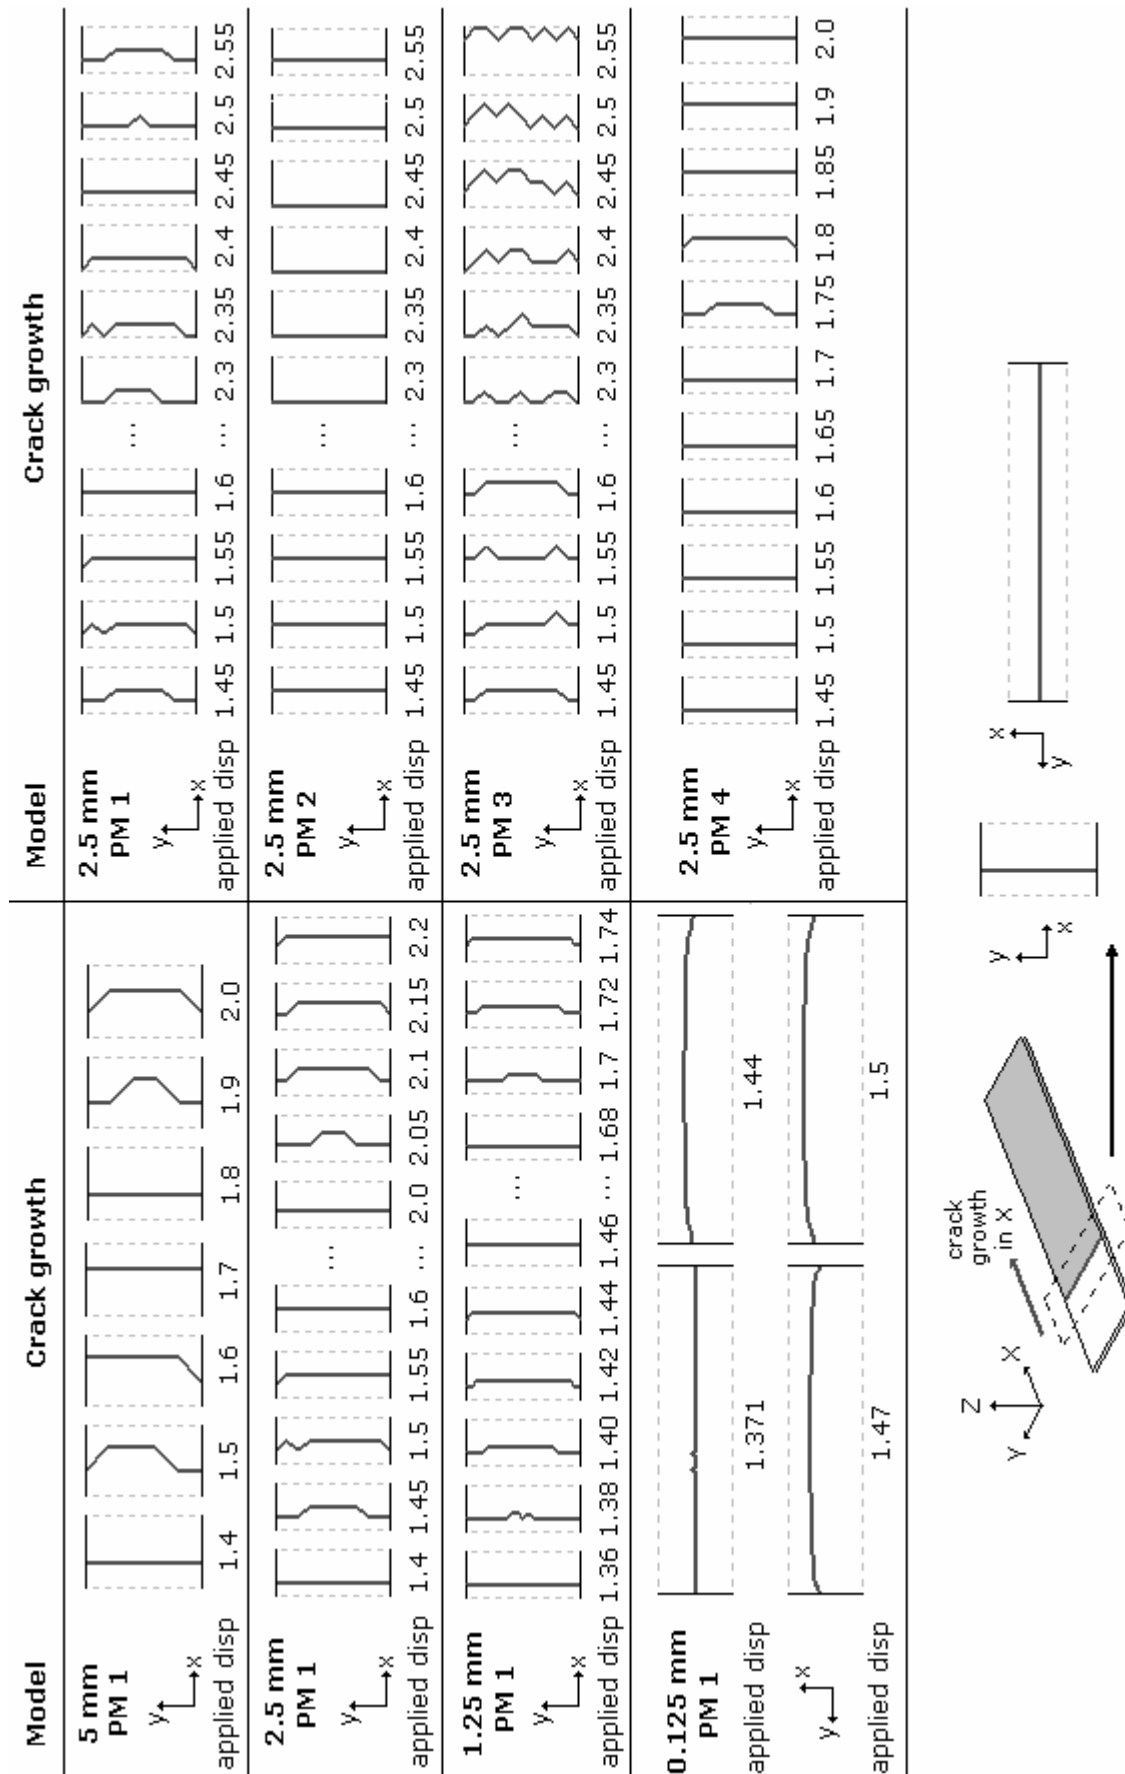 Model Crack growth Model Crack growth
5 mm
PM 1
y
x
applied disp 1.4 1.5 1.6 1.7 1.8 1.9 2.0
2.5 mm
PM 1
y
x
applied disp 1.45 1.5 1.55 1.6 ... 2.3 2.35 2.4 2.45 2.5 2.55
...
2.5 mm
PM 1
y
x
applied disp 1.4 1.45 1.5 1.55 1.6 ... 2.0 2.05 2.1 2.15 2.2
...
2.5 mm
PM 2
y
x
applied disp 1.45 1.5 1.55 1.6 ... 2.3 2.35 2.4 2.45 2.5 2.55
...
1.25 mm
PM 1
y
x
applied disp 1.36 1.38 1.40 1.42 1.44 1.46 ... 1.68 1.7 1.72 1.74
...
2.5 mm
PM 3
y
x
applied disp 1.45 1.5 1.55 1.6 ... 2.3 2.35 2.4 2.45 2.5 2.55
...
0.125 mm
PM 1
applied disp 1.371 1.44
x
y
applied disp 1.47 1.5
2.5 mm
PM 4
y
x
applied disp 1.45 1.5 1.55 1.6 1.65 1.7 1.75 1.8 1.85 1.9 2.0
Z
Y
X
crack
growth
in X
y
x
x
y